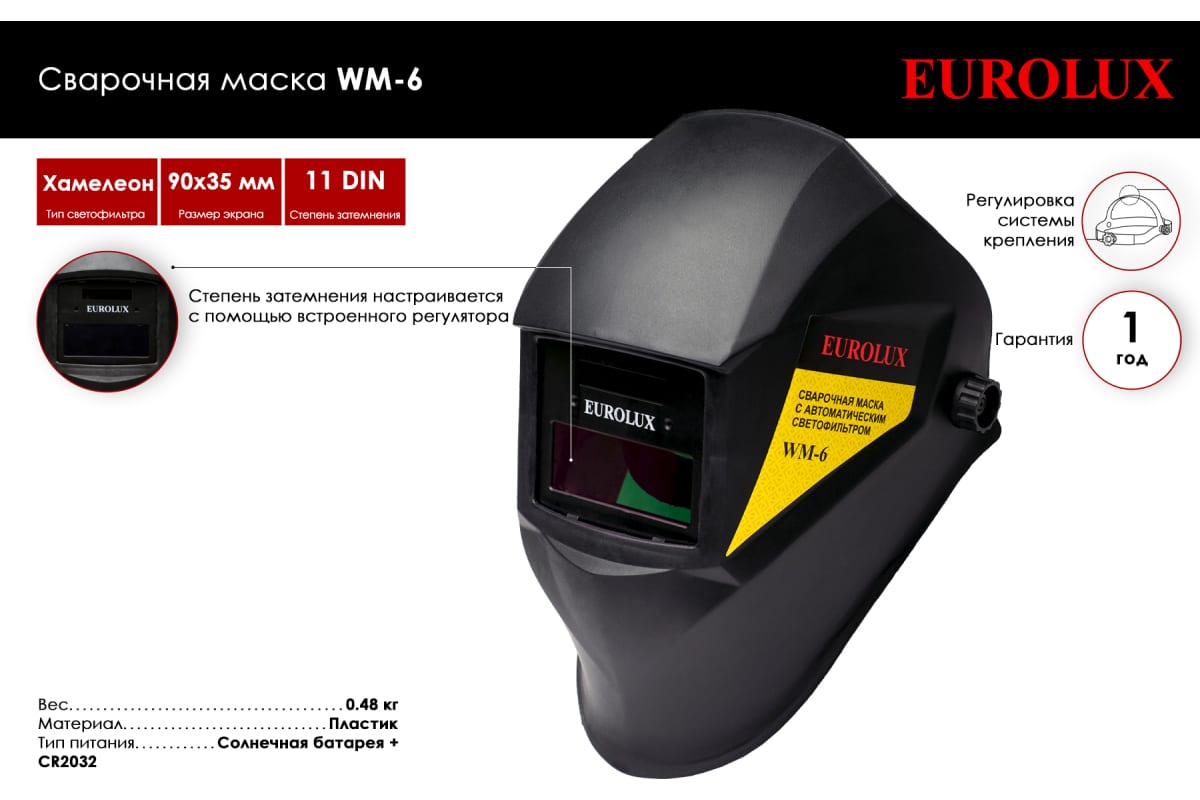 Сварочная маска WM-6
EUROLUX
Хамелеон
Тип светофильтра
90x35 мм
Размер экрана
11 DIN
Степень затемнения
Регулировка
системы
крепления
EUROLUX
Степень затемнения настраивается
с помощью встроенного регулятора
Гарантия
1
год
EUROLUX
СВАРОЧНАЯ МАСКА
С АВТОМАТИЧЕСКИМ
СВЕТОФИЛЬТРОМ
WM-6
EUROLUX
Вес........................................0.48 кг
Материал..............................Пластик
Тип питания............Солнечная батарея +
CR2032